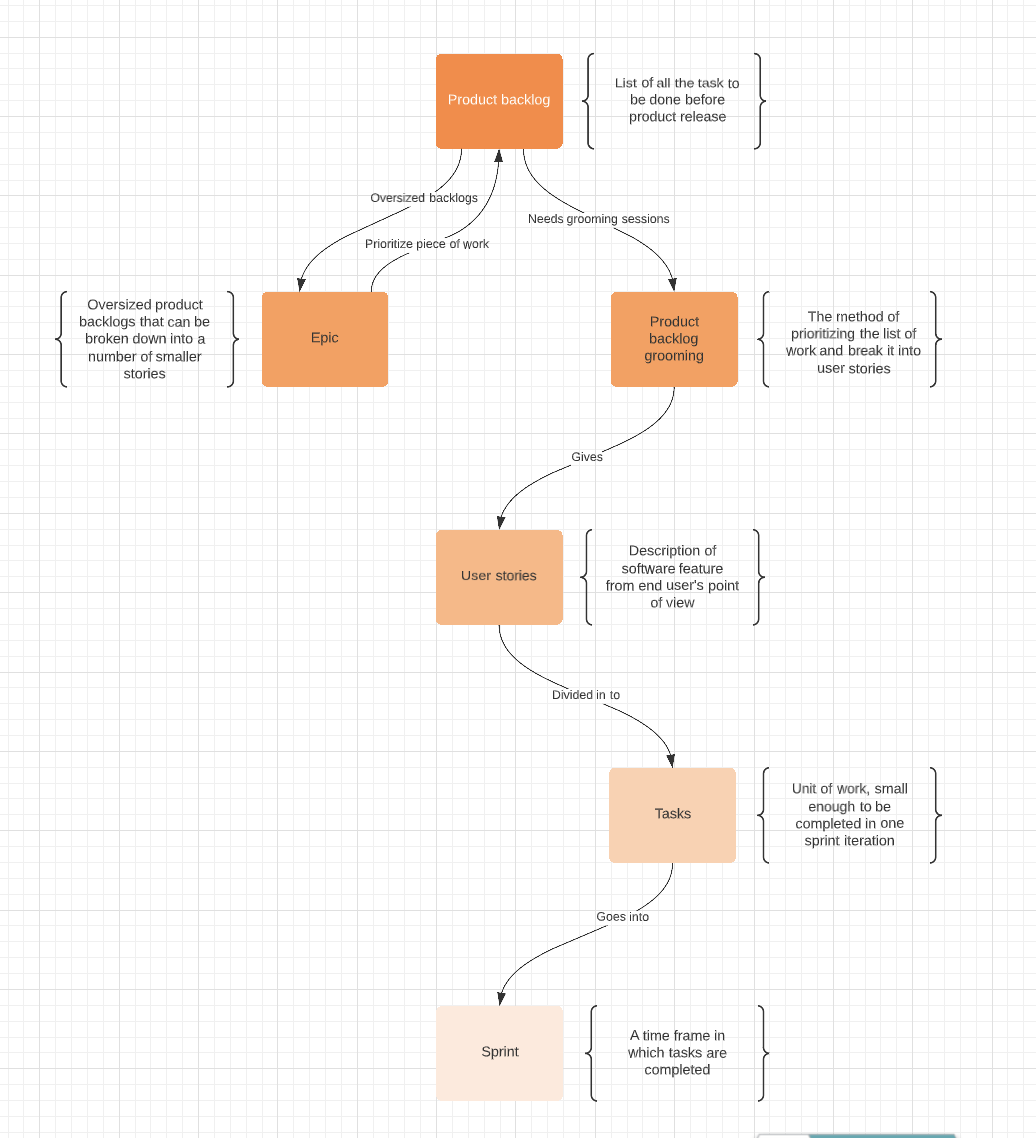 Product backlog
List of all the task to
be done before
product release
Oversized backlogs
Needs grooming sessions
Prioritize piece of work
Oversized product
backlogs that can be
broken down into a
number of smaller
stories
Epic
Product
backlog
grooming
The method of
prioritizing the list of
work and break it into
user stories
Gives
User stories
Description of
software feature
from end user's point
of view
Divided in to
Tasks
Unit of work, small
enough to be
completed in one
sprint iteration
Goes into
Sprint
A time frame in
which tasks are
completed